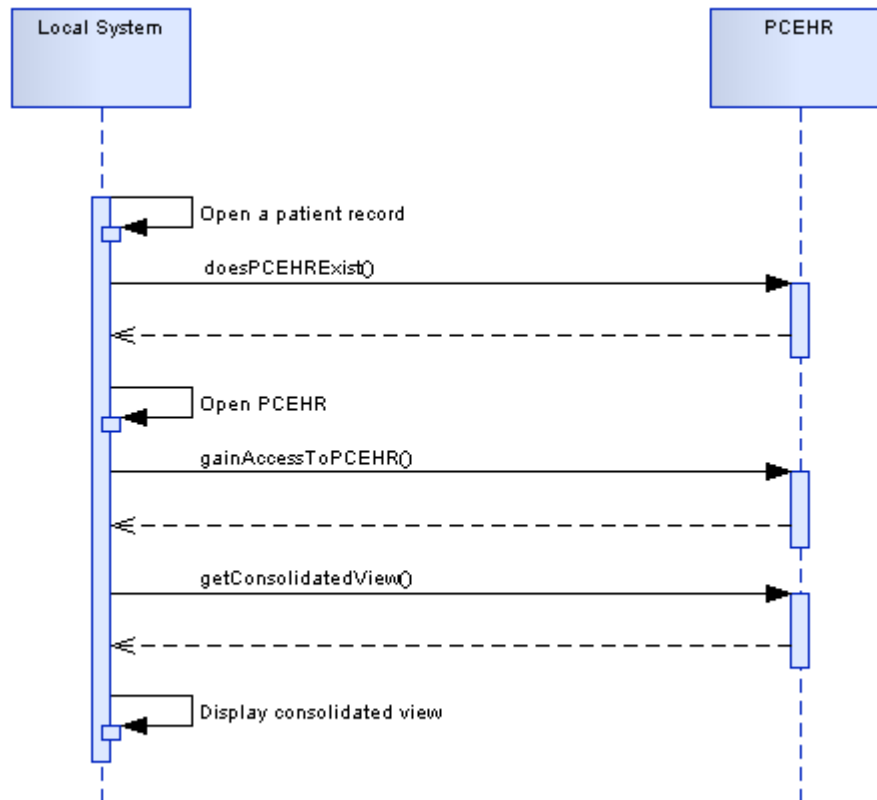 Local System
PCEHR
Open a patient record
doesPCEHRExist()
Open PCEHR
gainAccessToPCEHR()
getConsolidatedView()
Display consolidated view